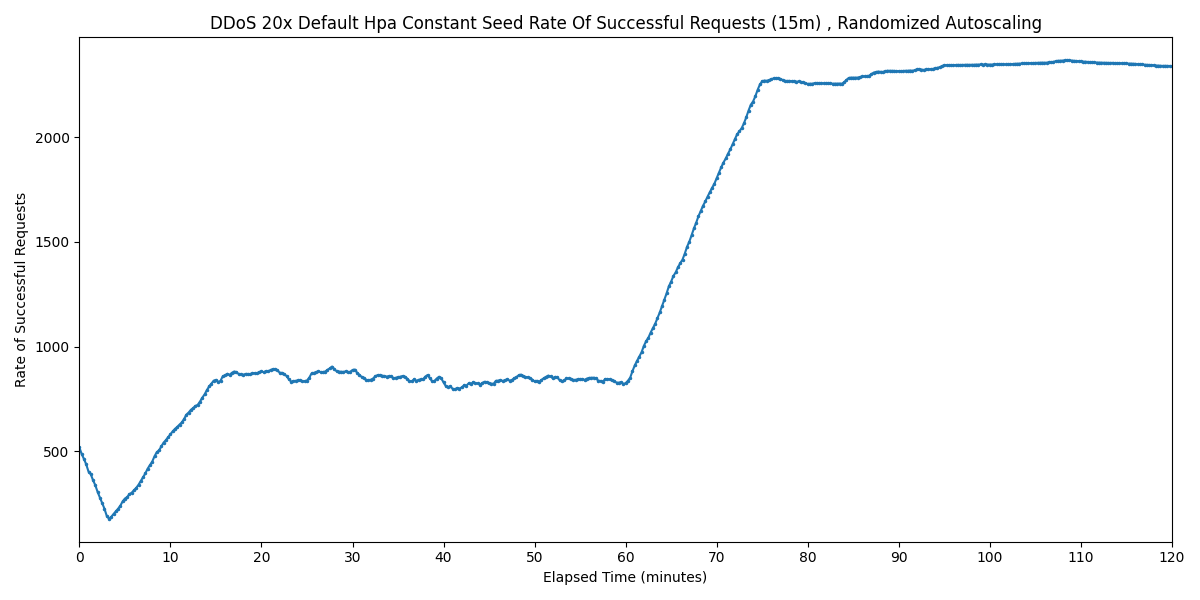 DDoS 20x Default Hpa Constant Seed Rate Of Successful Requests (15m) , Randomized Autoscaling
Rate of Successful Requests
2000
1500
1000
500
0 10 20 30 40 50 60 70 80 90 100 110 120
Elapsed Time (minutes)